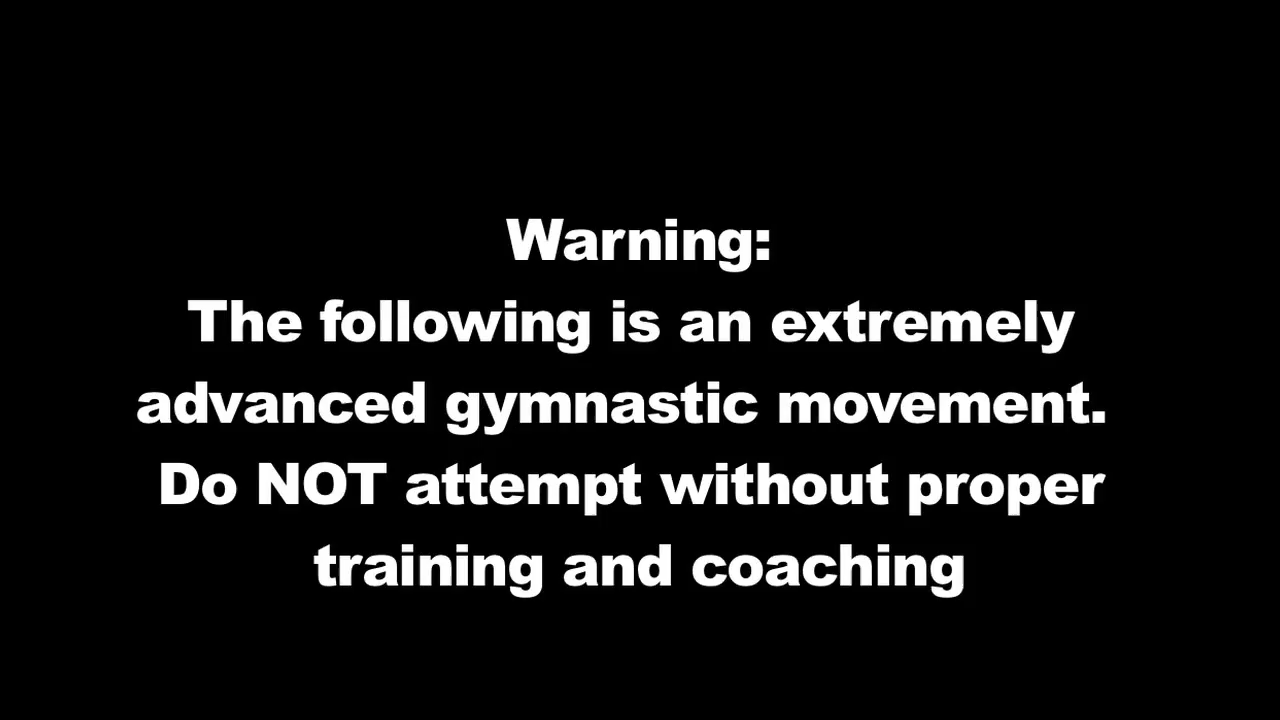 Warning:
The following is an extremely
advanced gymnastic movement.
Do NOT attempt without proper
training and coaching